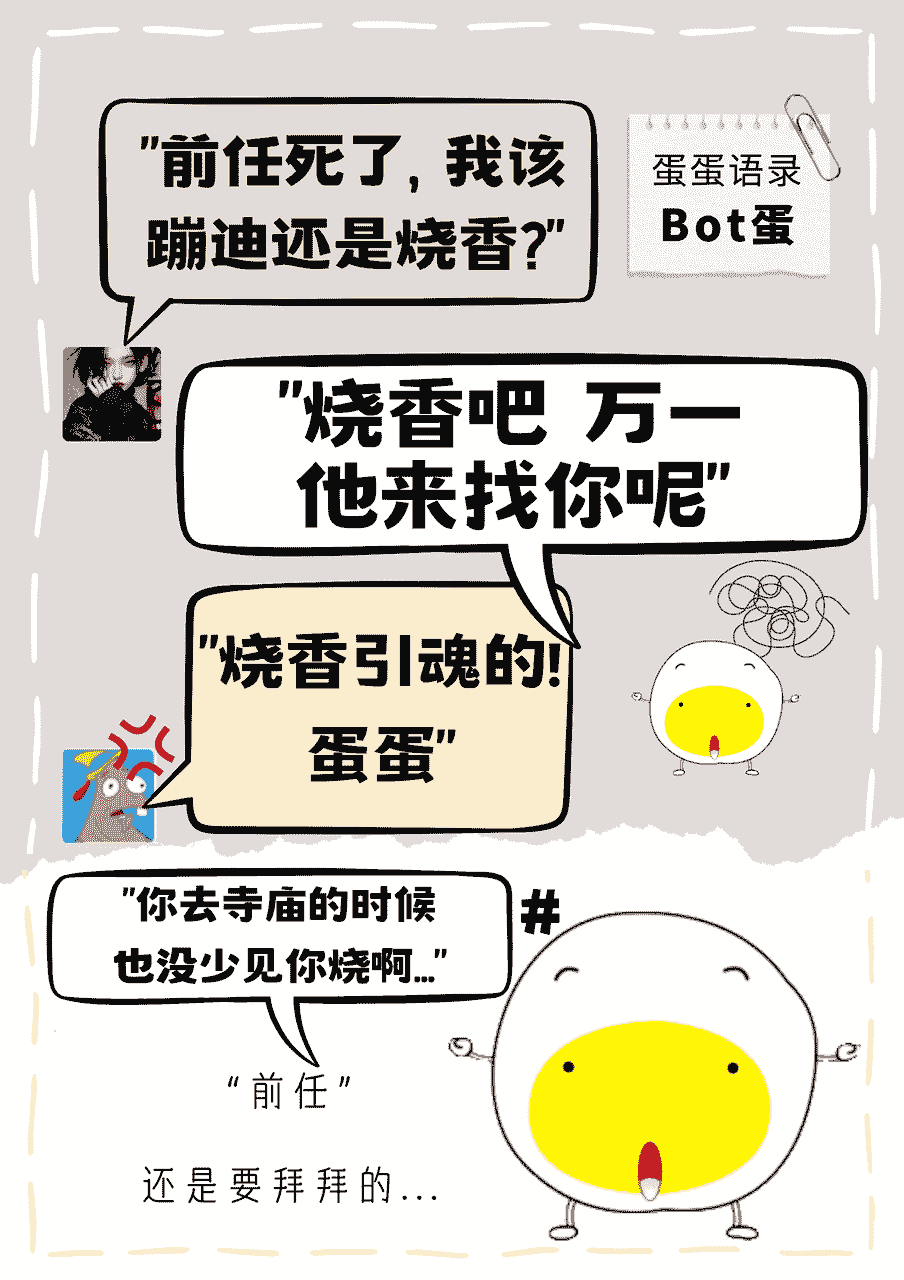 "前任死了, 我该
蹦迪还是烧香?"
蛋蛋语录
Bot蛋
"烧香吧 万一
他来找你呢"
"烧香引魂的!
蛋蛋"
"你去寺庙的时候
也没少见你烧啊..."
#
“前任”
还是要拜拜的...